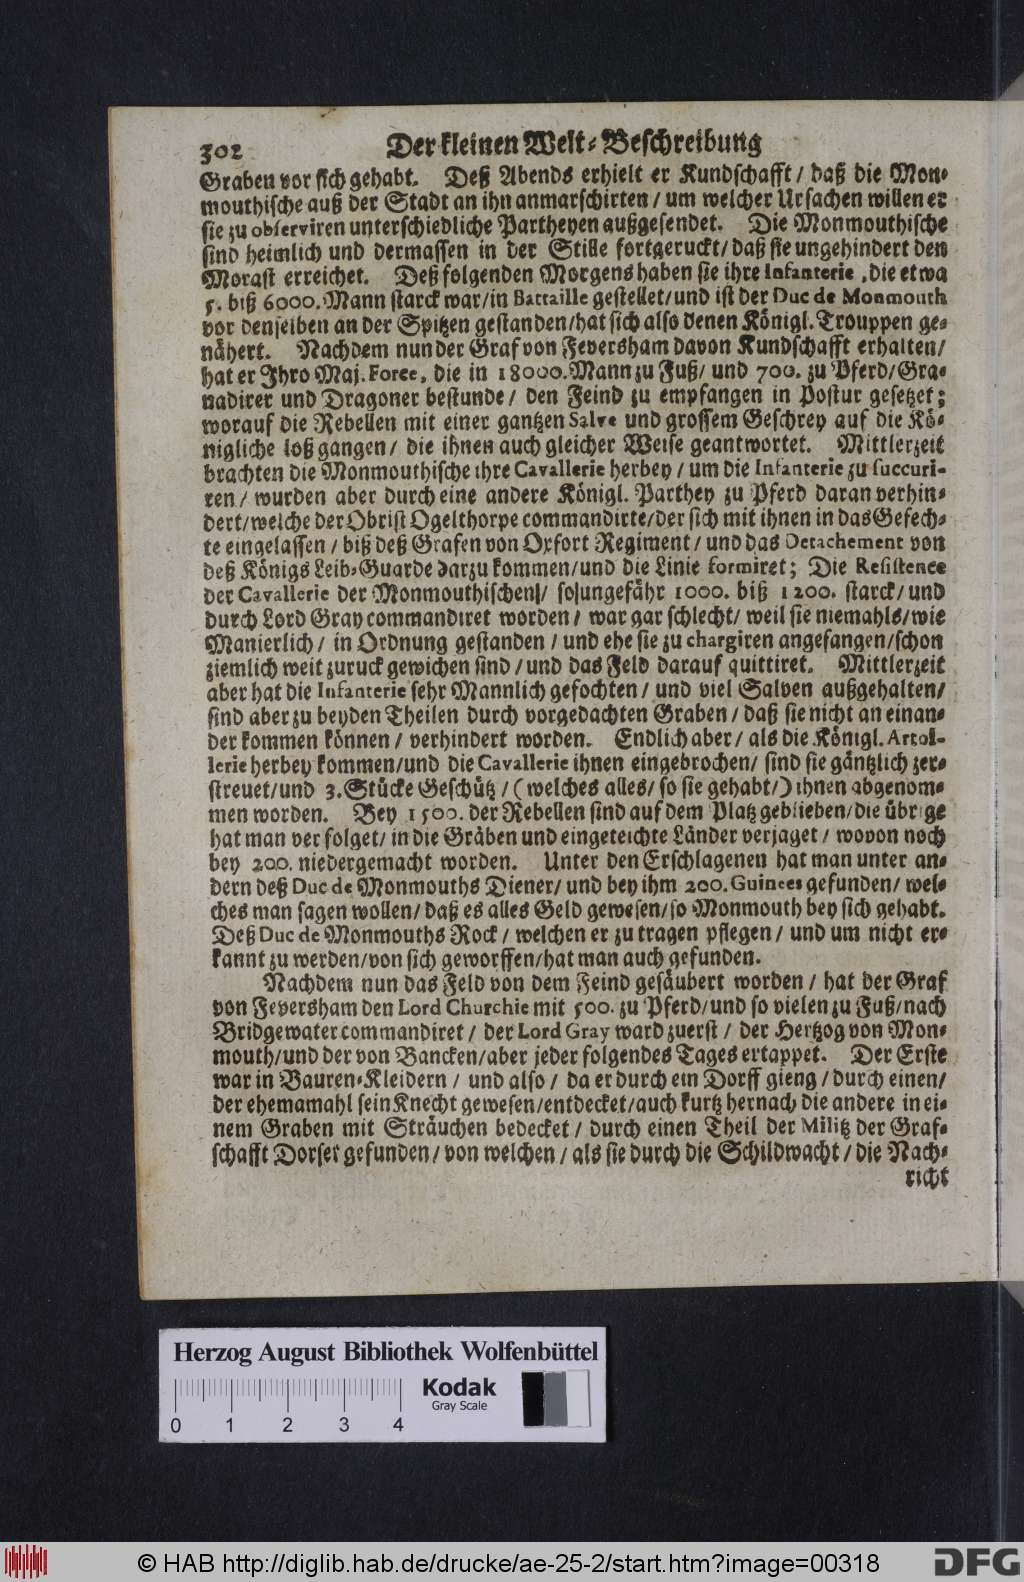 302 Der kleinen Welt-Beschreibung
Graben vor sich gehabt. Deß Abends erhielt er Kundschafft / daß die Mon-
mouthische auß der Stadt an ihn anmarschirten / um welcher Ursachen willen er
sie zu observiren unterschiedliche Partheyen außgesendet. Die Monmouthische
sind heimlich und dermassen in der Stille fortgeruckt / daß sie ungehindert den
Morast erreichet. Deß folgenden Morgens haben sie ihre Infanterie, die etwa
5. biß 6000. Mann starck war / in Battaille gestellet / und ist der Duc de Monmouth
vor denselben an der Spitzen gestanden / hat sich also denen Königl. Trouppen ge-
nähert. Nachdem nun der Graf von Feversham davon Kundschafft erhalten /
hat er Ihro Maj. Force, die in 18000. Mann zu Fuß / und 700. zu Pferd / Gra-
nadirer und Dragoner bestunde / den Feind zu empfangen in Postur gesetzet;
worauf die Rebellen mit einer gantzen Salve und grossem Geschrey auf die Kö-
nigliche loß gangen / die ihnen auch gleicher Weise geantwortet. Mittlerzeit
brachten die Monmouthische ihre Cavallerie herbey / um die Infanterie zu succuri-
ren / wurden aber durch eine andere Königl. Parthey zu Pferd daran verhin-
dert / welche der Obrist Ogelthorpe commandirte / der sich mit ihnen in das Gefech-
te eingelassen / biß deß Grafen von Oxfort Regiment / und das Detachement von
deß Königs Leib-Guarde darzu kommen / und die Linie formiret; Die Resistence
der Cavallerie der Monmouthischen / so ungefähr 1000. biß 1200. starck / und
durch Lord Gray commandiret worden / war gar schlecht / weil sie niemahls / wie
Manierlich / in Ordnung gestanden / und ehe sie zu chargiren angefangen / schon
ziemlich weit zuruck gewichen sind / und das Feld darauf quittiret. Mittlerzeit
aber hat die Infanterie sehr Mannlich gefochten / und viel Salven außgehalten /
sind aber zu beyden Theilen durch vorgedachten Graben / daß sie nicht an einan-
der kommen können / verhindert worden. Endlich aber / als die Königl. Artol-
lerie herbey kommen / und die Cavallerie ihnen eingebrochen / sind sie gäntzlich zer-
streuet / und 3. Stücke Geschütz / (welches alles / so sie gehabt /) ihnen abgenom-
men worden. Bey 1500. der Rebellen sind auf dem Platz geblieben / die übrige
hat man verfolget / in die Gräben und eingeteichte Länder verjaget / wovon noch
bey 200. niedergemacht worden. Unter den Erschlagenen hat man unter an-
dern deß Duc de Monmouths Diener / und bey ihm 200. Guinees gefunden / wel-
ches man sagen wollen / daß es alles Geld gewesen / so Monmouth bey sich gehabt.
Deß Duc de Monmouths Rock / welchen er zu tragen pflegen / und um nicht er-
kannt zu werden / von sich geworffen / hat man auch gefunden.
Nachdem nun das Feld von dem Feind gesäubert worden / hat der Graf
von Feversham den Lord Churchie mit 500. zu Pferd / und so vielen zu Fuß / nach
Bridgewater commandiret / der Lord Gray ward zuerst / der Hertzog von Mon-
mouth / und der von Bancken / aber jeder folgendes Tages ertappet. Der Erste
war in Bauren-Kleidern / und also / da er durch ein Dorff gieng / durch einen /
der ehemamahl sein Knecht gewesen / entdecket / auch kurtz hernach die andere in ei-
nem Graben mit Sträuchen bedecket / durch einen Theil der Militz der Graf-
schafft Dorset gefunden / von welchen / als sie durch die Schildwacht / die Nach-
richt
Herzog August Bibliothek Wolfenbüttel
Kodak
Gray Scale
0 1 2 3 4
© HAB http://diglib.hab.de/drucke/ae-25-2/start.htm?image=00318
DFG